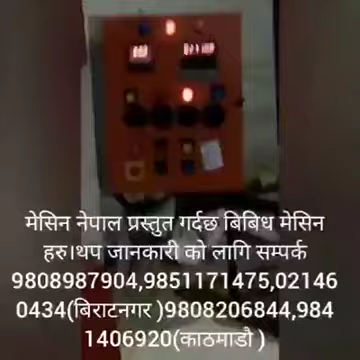 मेसिन नेपाल प्रस्तुत गर्दछ बिबिध मेसिन
हरु।थप जानकारी को लागि सम्पर्क
9808987904,9851171475,02146
0434(बिराटनगर )9808206844,984
1406920(काठमाडौ )